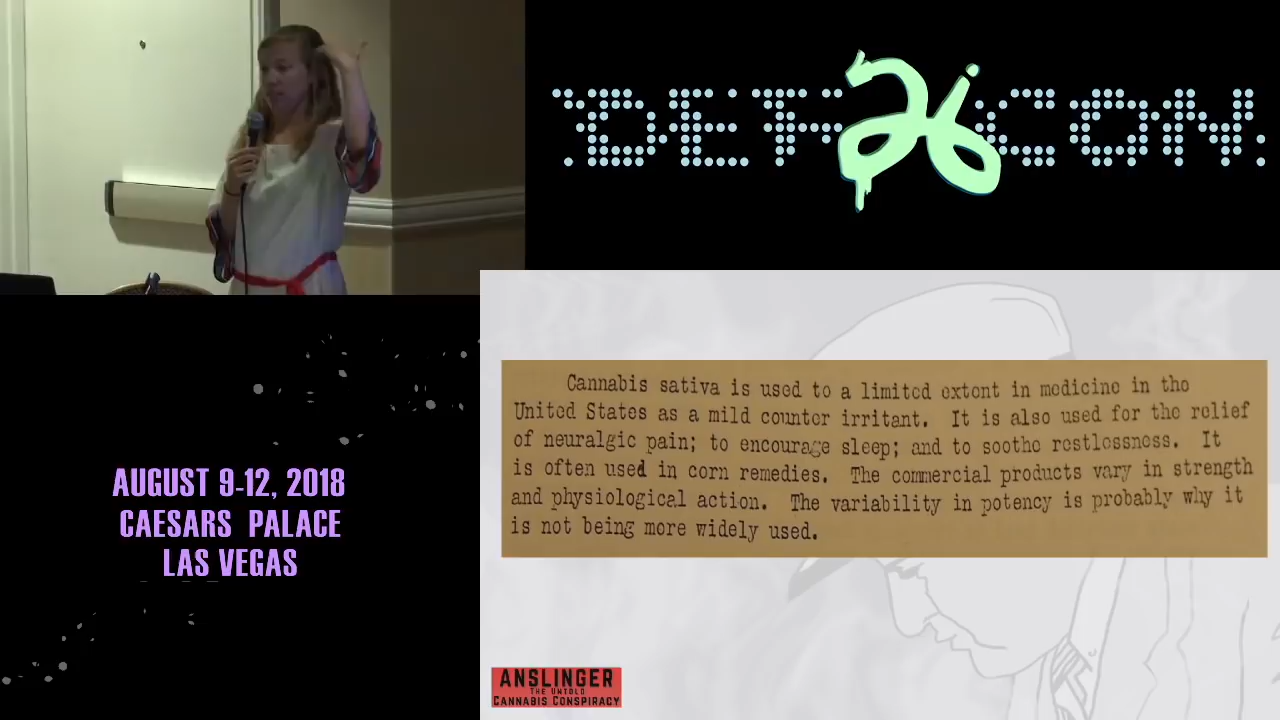 DEF 26 CON
Cannabis sativa is used to a limited extent in medicine in the
United States as a mild counter irritant. It is also used for the relief
of neuralgic pain; to encourage sleep; and to soothe restlessness. It
is often used in corn remedies. The commercial products vary in strength
and physiological action. The variability in potency is probably why it
is not being more widely used.
AUGUST 9-12, 2018
CAESARS PALACE
LAS VEGAS
ANSLINGER
THE UNTOLD
CANNABIS CONSPIRACY